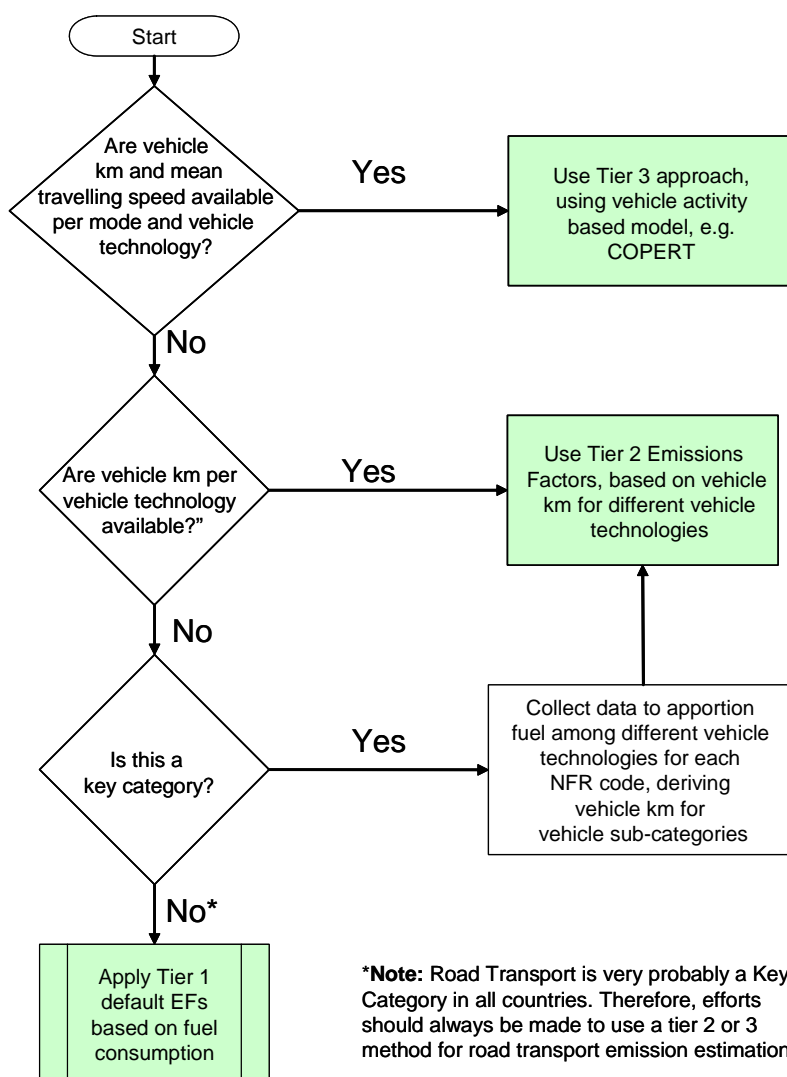 Start
Are vehicle
km and mean
travelling speed available
per mode and vehicle
technology?
Yes
Use Tier 3 approach,
using vehicle activity
based model, e.g.
COPERT
No
Are vehicle km per
vehicle technology
available?”
Yes
Use Tier 2 Emissions
Factors, based on vehicle
km for different vehicle
technologies
No
Is this a
key category?
Yes
Collect data to apportion
fuel among different vehicle
technologies for each
NFR code, deriving
vehicle km for
vehicle sub-categories
No*
Apply Tier 1
default EFs
based on fuel
consumption
*Note: Road Transport is very probably a Key
Category in all countries. Therefore, efforts
should always be made to use a tier 2 or 3
method for road transport emission estimation